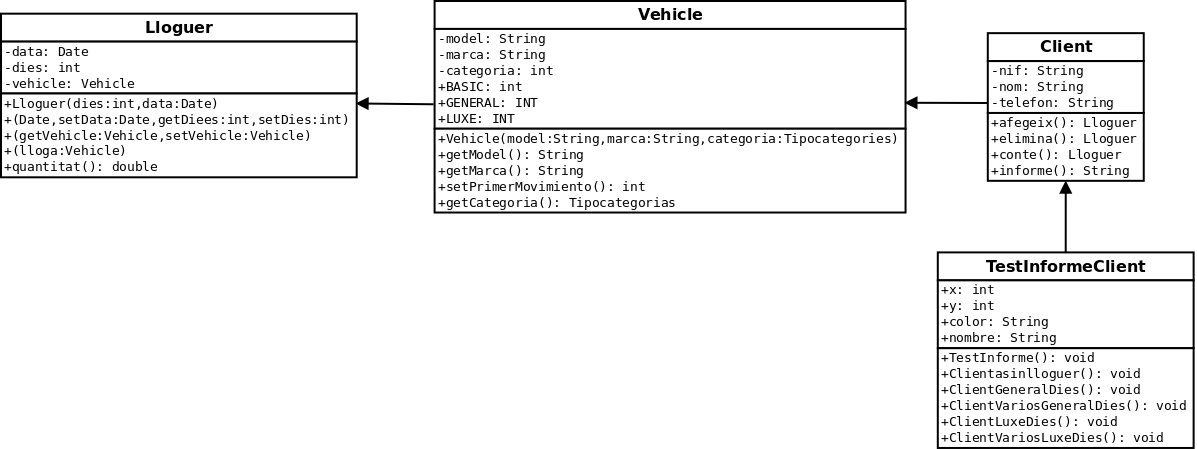 Lloguer
-data: Date
-dies: int
-vehicle: Vehicle
+Lloguer(dies:int,data:Date)
+(Date,setData:Date,getDiees:int,setDies:int)
+(getVehicle:Vehicle,setVehicle:Vehicle)
+(lloga:Vehicle)
+quantitat(): double
Vehicle
-model: String
-marca: String
-categoria: int
+BASIC: int
+GENERAL: INT
+LUXE: INT
+Vehicle(model:String,marca:String,categoria:Tipocategories)
+getModel(): String
+getMarca(): String
+setPrimerMovimiento(): int
+getCategoria(): Tipocategorias
Client
-nif: String
-nom: String
-telefon: String
+afegeix(): Lloguer
+elimina(): Lloguer
+conte(): Lloguer
+informe(): String
TestInformeClient
+x: int
+y: int
+color: String
+nombre: String
+TestInforme(): void
+Clientasinlloguer(): void
+ClientGeneralDies(): void
+ClientVariosGeneralDies(): void
+ClientLuxeDies(): void
+ClientVariosLuxeDies(): void